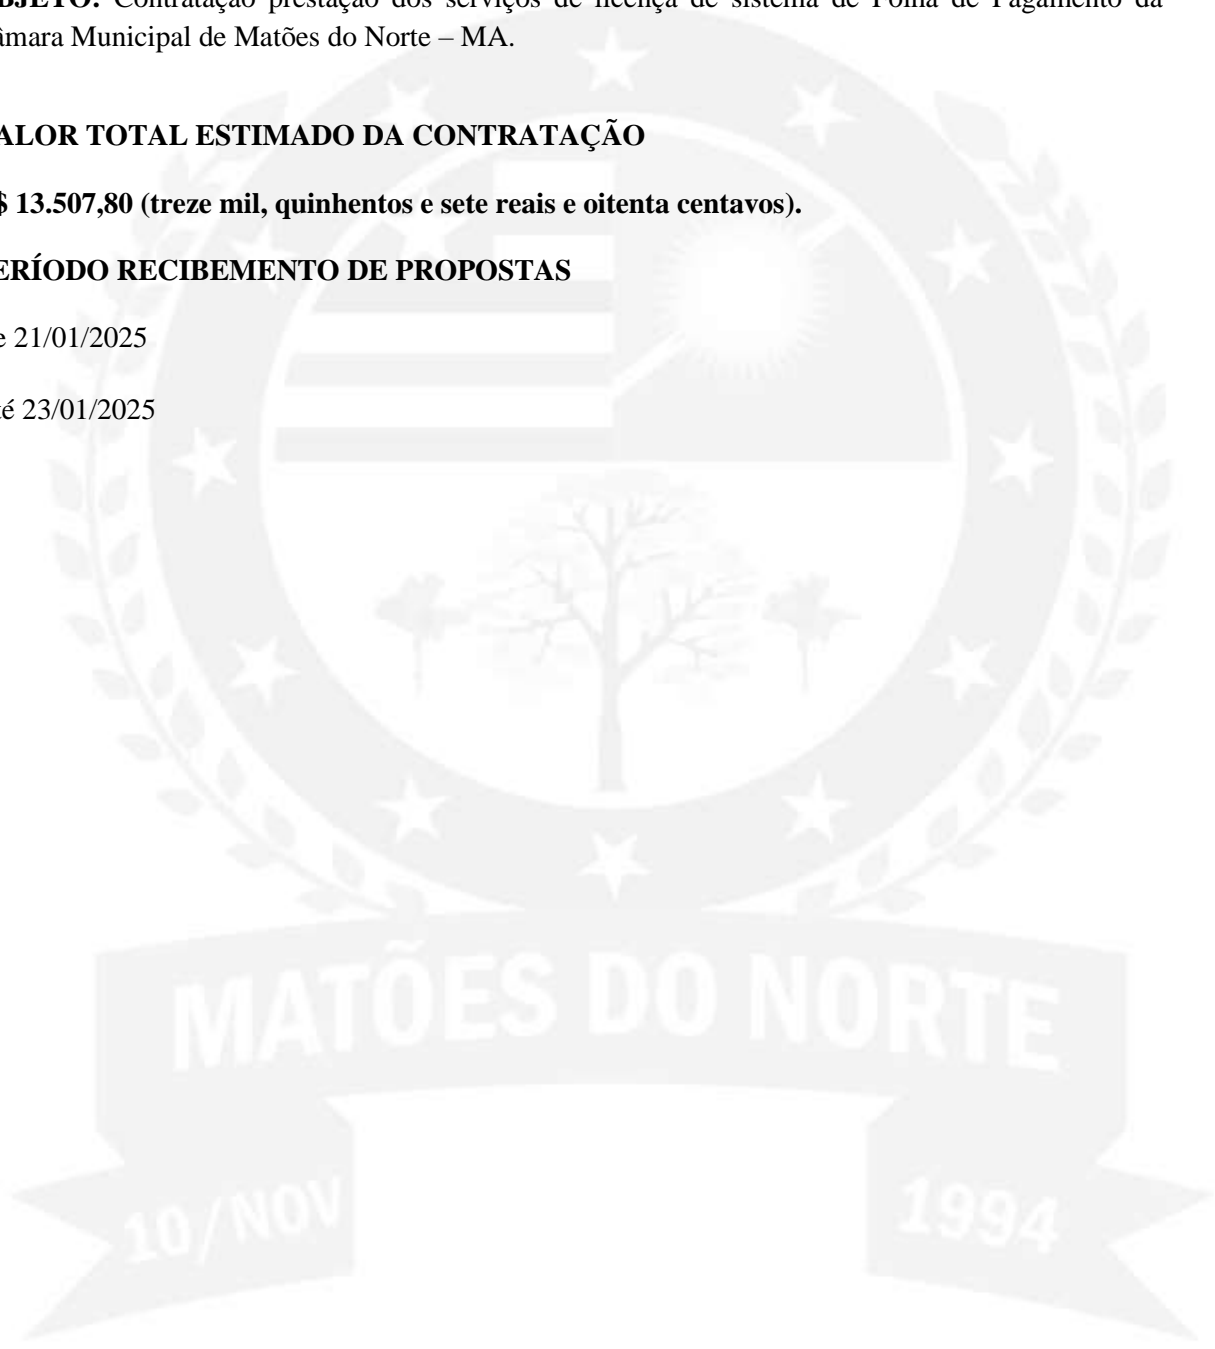 BJETO: Contratação prestação dos serviços de licença de sistema de Folha de Pagamento da
âmara Municipal de Matões do Norte – MA.
ALOR TOTAL ESTIMADO DA CONTRATAÇÃO
$ 13.507,80 (treze mil, quinhentos e sete reais e oitenta centavos).
ERÍODO RECIBEMENTO DE PROPOSTAS
e 21/01/2025
té 23/01/2025
MATÕES DO NORTE
10/NOV
1994